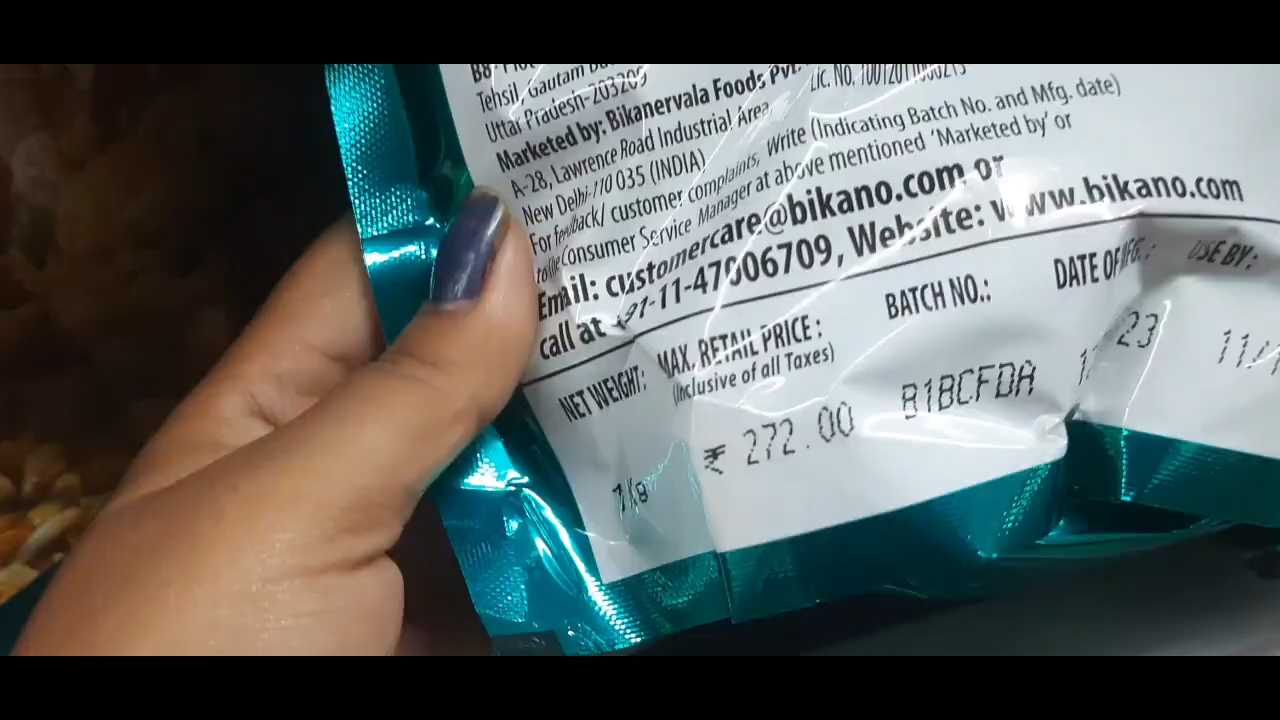 Tehsil, Gautam
Uttar Pradesh-203209
Marketed by: Bikanervala Foods Pvt.
Lic. No.
A-28, Lawrence Road Industrial Area,
New Delhi-110 035 (INDIA)
For feedback/ customer complaints, Write (Indicating Batch No. and Mfg. date)
to the Consumer Service Manager at above mentioned 'Marketed by' or
Email: customercare@bikano.com or
call at +91-11-47006709, Website: www.bikano.com
NET WEIGHT: MAX. RETAIL PRICE : BATCH NO.: DATE OF MFG. : USE BY :
(Inclusive of all Taxes)
1Kg ₹ 272.00 B1BCFDA 23 11/